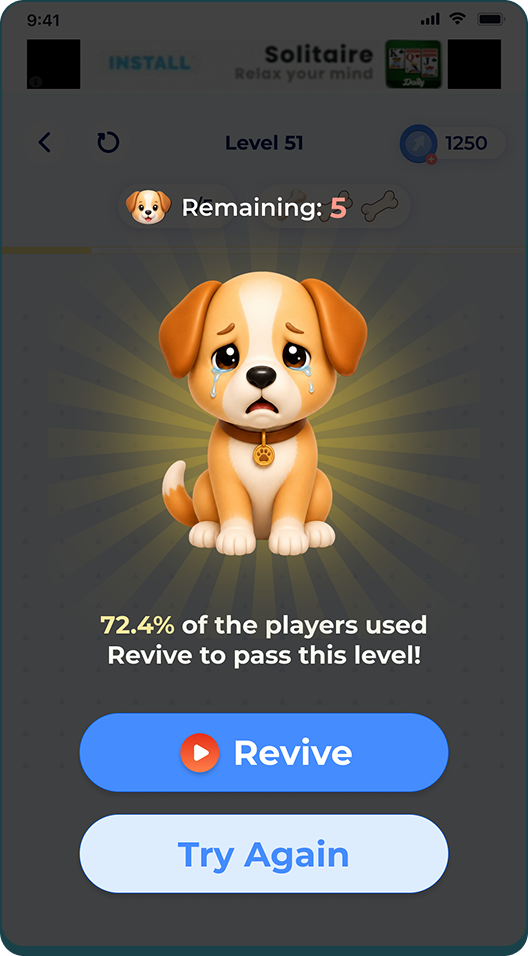 9:41
INSTALL
Solitaire
Relax your mind
Daily
Level 51
1250
Remaining: 5
72.4% of the players used
Revive to pass this level!
Revive
Try Again